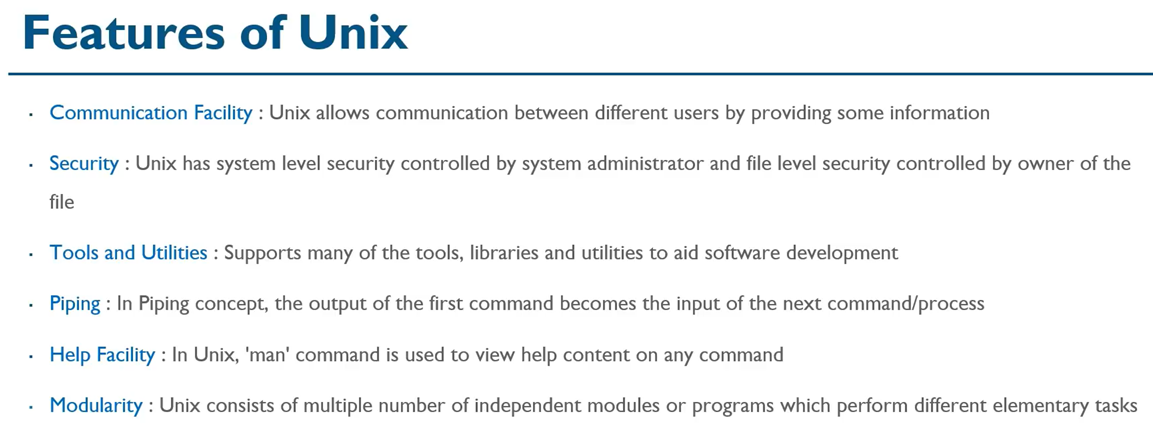 Features of Unix
· Communication Facility : Unix allows communication between different users by providing some information
· Security : Unix has system level security controlled by system administrator and file level security controlled by owner of the
file
· Tools and Utilities : Supports many of the tools, libraries and utilities to aid software development
· Piping : In Piping concept, the output of the first command becomes the input of the next command/process
· Help Facility : In Unix, 'man' command is used to view help content on any command
· Modularity : Unix consists of multiple number of independent modules or programs which perform different elementary tasks